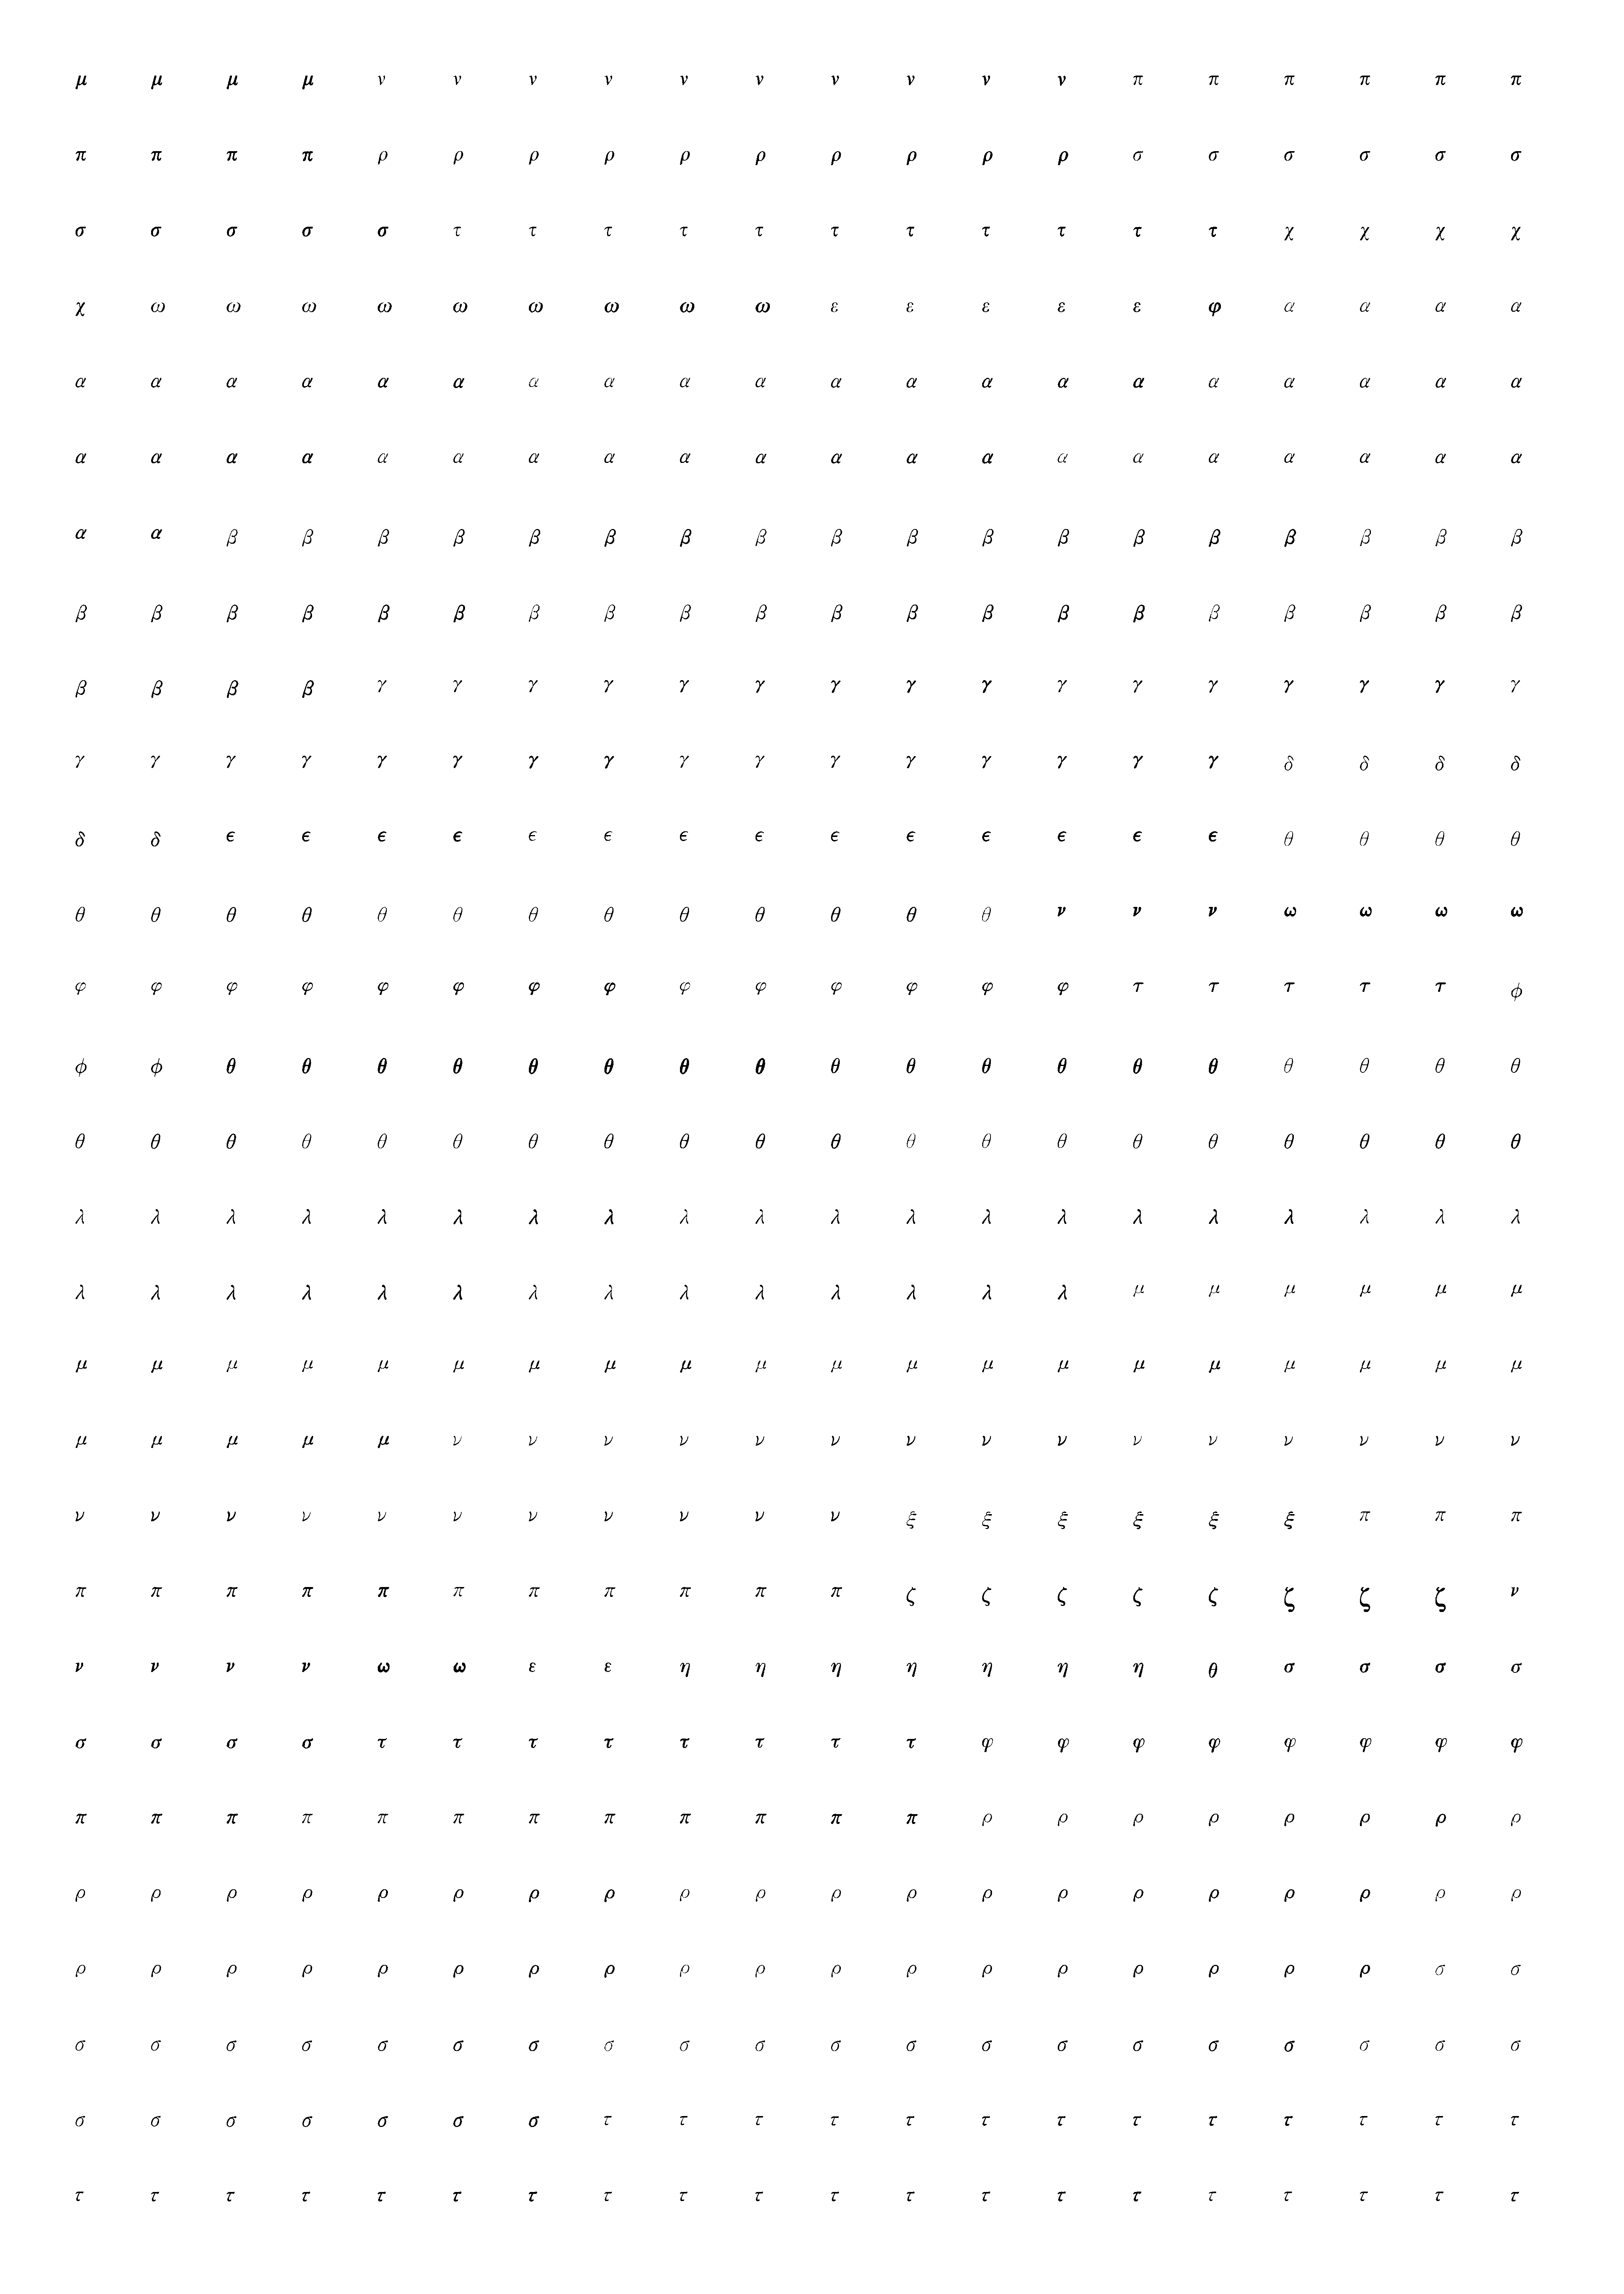 μ μ μ μ ν ν ν ν ν ν ν ν ν ν π π π π π π
π π π π ρ ρ ρ ρ ρ ρ ρ ρ ρ ρ σ σ σ σ σ σ
σ σ σ σ σ τ τ τ τ τ τ τ τ τ τ τ χ χ χ χ
χ ω ω ω ω ω ω ω ω ω ε ε ε ε ε φ α α α α
α α α α α α α α α α α α α α α α α α α α
α α α α α α α α α α α α α α α α α α α α
α α β β β β β β β β β β β β β β β β β β
β β β β β β β β β β β β β β β β β β β β
β β β β γ γ γ γ γ γ γ γ γ γ γ γ γ γ γ γ
γ γ γ γ γ γ γ γ γ γ γ γ γ γ γ γ δ δ δ δ
δ δ ϵ ϵ ϵ ϵ ϵ ϵ ϵ ϵ ϵ ϵ ϵ ϵ ϵ ϵ θ θ θ θ
θ θ θ θ θ θ θ θ θ θ θ θ θ ν ν ν ω ω ω ω
φ φ φ φ φ φ φ φ φ φ φ φ φ φ τ τ τ τ τ ϕ
ϕ ϕ θ θ θ θ θ θ θ θ θ θ θ θ θ θ θ θ θ θ
θ θ θ θ θ θ θ θ θ θ θ θ θ θ θ θ θ θ θ θ
λ λ λ λ λ λ λ λ λ λ λ λ λ λ λ λ λ λ λ λ
λ λ λ λ λ λ λ λ λ λ λ λ λ λ μ μ μ μ μ μ
μ μ μ μ μ μ μ μ μ μ μ μ μ μ μ μ μ μ μ μ
μ μ μ μ μ ν ν ν ν ν ν ν ν ν ν ν ν ν ν ν
ν ν ν ν ν ν ν ν ν ν ν ξ ξ ξ ξ ξ ξ π π π
π π π π π π π π π π π ζ ζ ζ ζ ζ ζ ζ ζ ν
ν ν ν ν ω ω ε ε η η η η η η η θ σ σ σ σ
σ σ σ σ τ τ τ τ τ τ τ τ φ φ φ φ φ φ φ φ
π π π π π π π π π π π π ρ ρ ρ ρ ρ ρ ρ ρ
ρ ρ ρ ρ ρ ρ ρ ρ ρ ρ ρ ρ ρ ρ ρ ρ ρ ρ ρ ρ
ρ ρ ρ ρ ρ ρ ρ ρ ρ ρ ρ ρ ρ ρ ρ ρ ρ ρ σ σ
σ σ σ σ σ σ σ σ σ σ σ σ σ σ σ σ σ σ σ σ
σ σ σ σ σ σ σ τ τ τ τ τ τ τ τ τ τ τ τ τ
τ τ τ τ τ τ τ τ τ τ τ τ τ τ τ τ τ τ τ τ